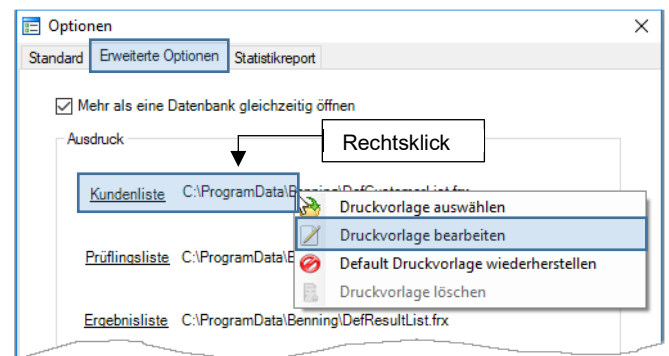 Optionen
Standard Erweiterte Optionen Statistikreport
Mehr als eine Datenbank gleichzeitig öffnen
Ausdruck
Rechtsklick
Kundenliste C:\ProgramData\Benning\DefCustomerList.frx
Druckvorlage auswählen
Druckvorlage bearbeiten
Prüflingsliste C:\ProgramData\
Default Druckvorlage wiederherstellen
Druckvorlage löschen
Ergebnisliste C:\ProgramData\Benning\DefResultList.frx